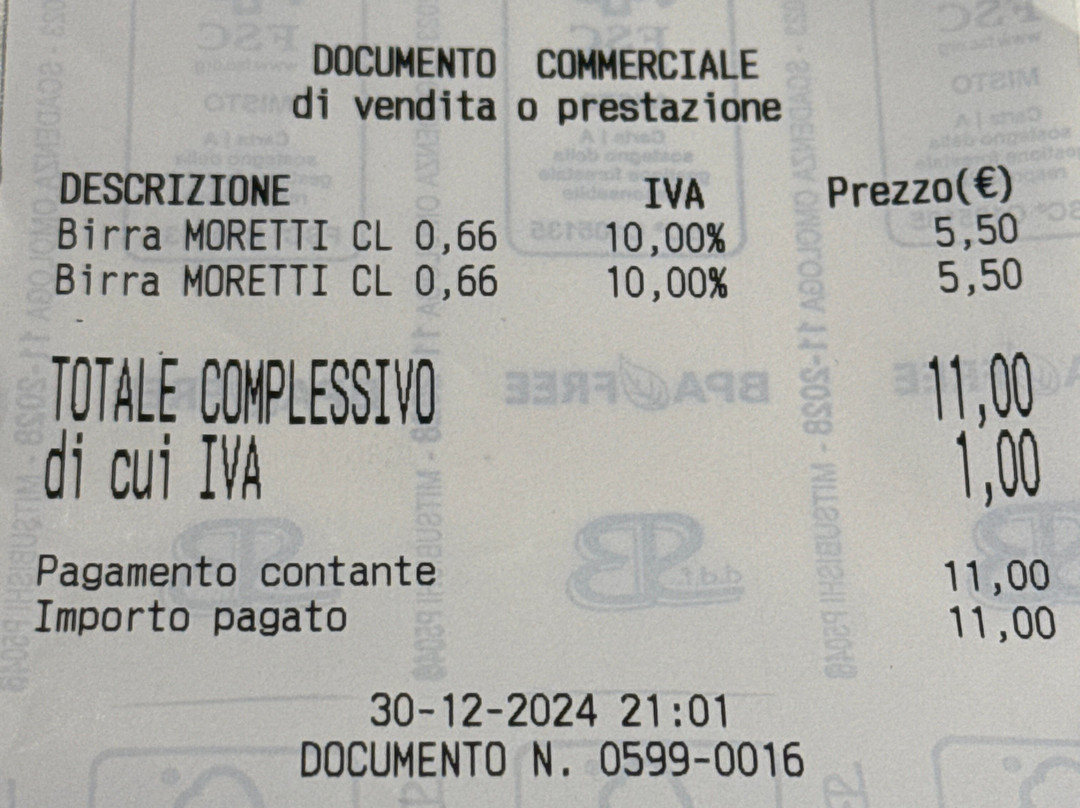 DOCUMENTO COMMERCIALE
di vendita o prestazione
DESCRIZIONE IVA Prezzo(€)
Birra MORETTI CL 0,66 10,00% 5,50
Birra MORETTI CL 0,66 10,00% 5,50
TOTALE COMPLESSIVO 11,00
di cui IVA 1,00
Pagamento contante 11,00
Importo pagato 11,00
30-12-2024 21:01
DOCUMENTO N. 0599-0016